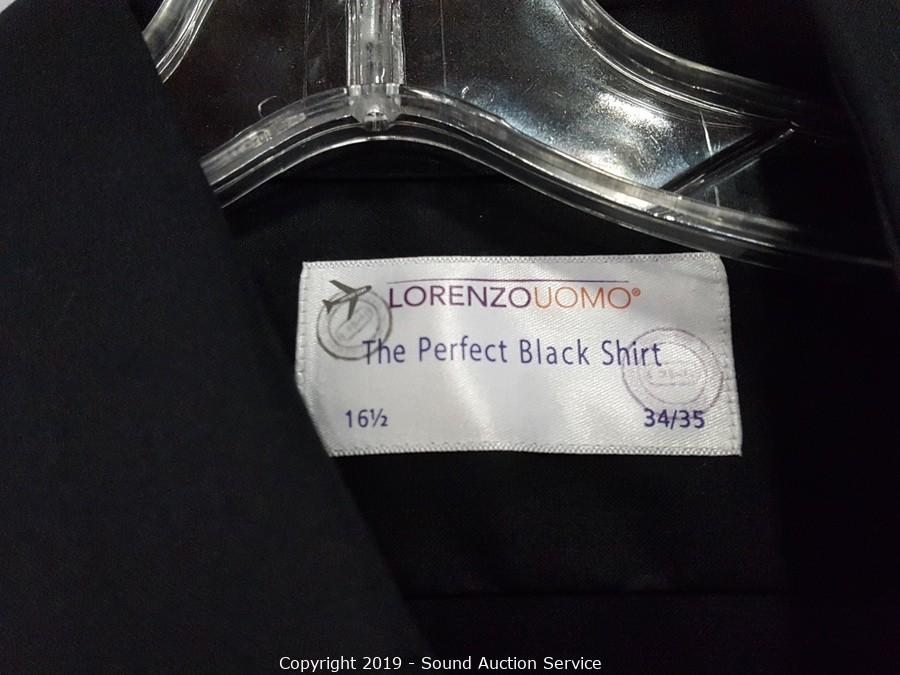 LORENZOUOMO®
The Perfect Black Shirt
16½ 34/35
Copyright 2019 - Sound Auction Service